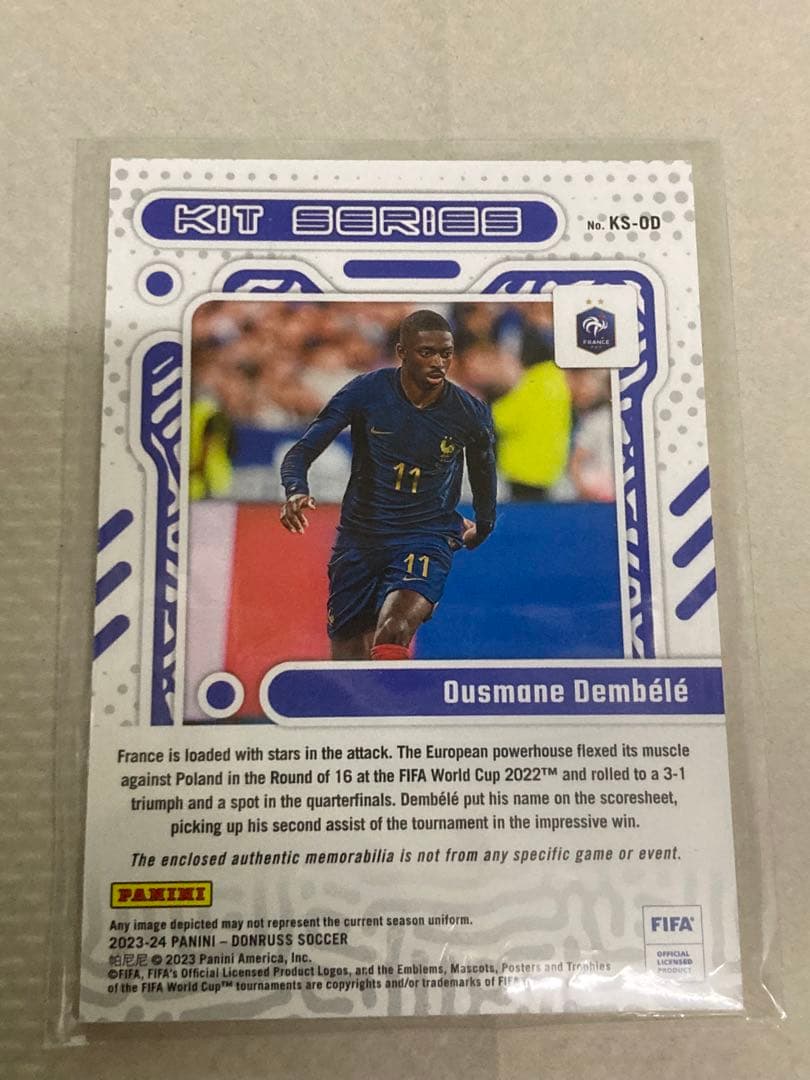 KIT SERIES
No. KS-OD
FRANCE
FFF
11
11
Ousmane Dembélé
France is loaded with stars in the attack. The European powerhouse flexed its muscle
against Poland in the Round of 16 at the FIFA World Cup 2022™ and rolled to a 3-1
triumph and a spot in the quarterfinals. Dembélé put his name on the scoresheet,
picking up his second assist of the tournament in the impressive win.
The enclosed authentic memorabilia is not from any specific game or event.
PANINI
Any image depicted may not represent the current season uniform.
2023-24 PANINI – DONRUSS SOCCER
帕尼尼 © 2023 Panini America, Inc.
©FIFA, FIFA's Official Licensed Product Logos, and the Emblems, Mascots, Posters and Trophies
of the FIFA World Cup™ tournaments are copyrights and/or trademarks of FIFA
FIFA®
OFFICIAL
LICENSED
PRODUCT